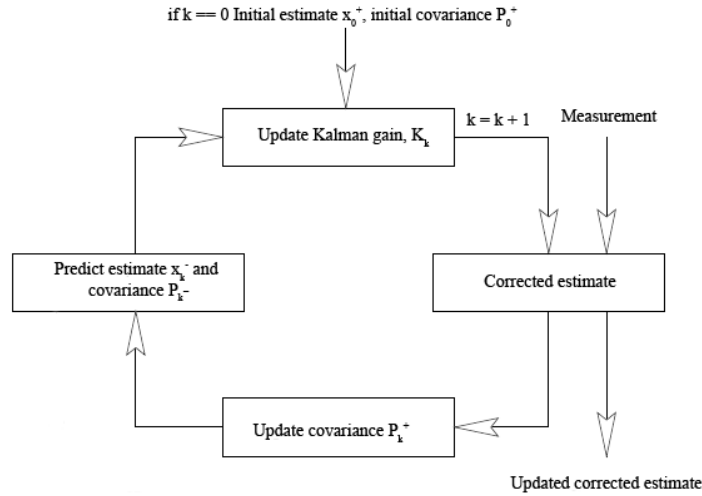 if k == 0 Initial estimate x₀⁺, initial covariance P₀⁺
Update Kalman gain, Kₖ
k = k + 1
Measurement
Predict estimate xₖ⁻ and
covariance Pₖ-
Corrected estimate
Update covariance Pₖ⁺
Updated corrected estimate